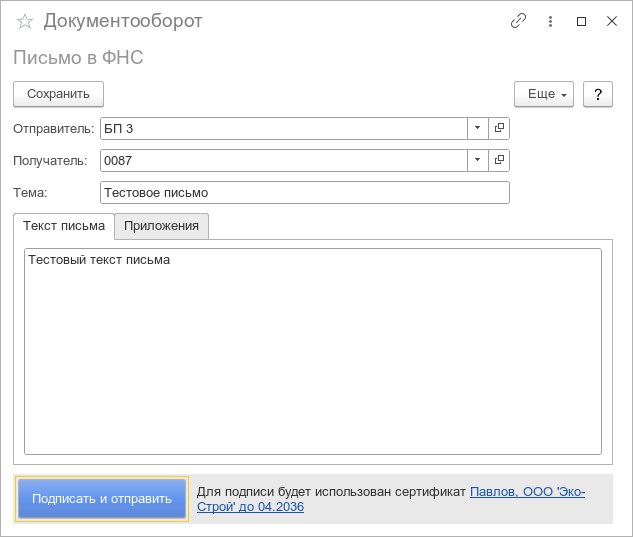 Документооборот
Письмо в ФНС
Сохранить
Еще
?
Отправитель: БП 3
Получатель: 0087
Тема: Тестовое письмо
Текст письма Приложения
Тестовый текст письма
Подписать и отправить
Для подписи будет использован сертификат Павлов, ООО 'Эко-
Строй' до 04.2036